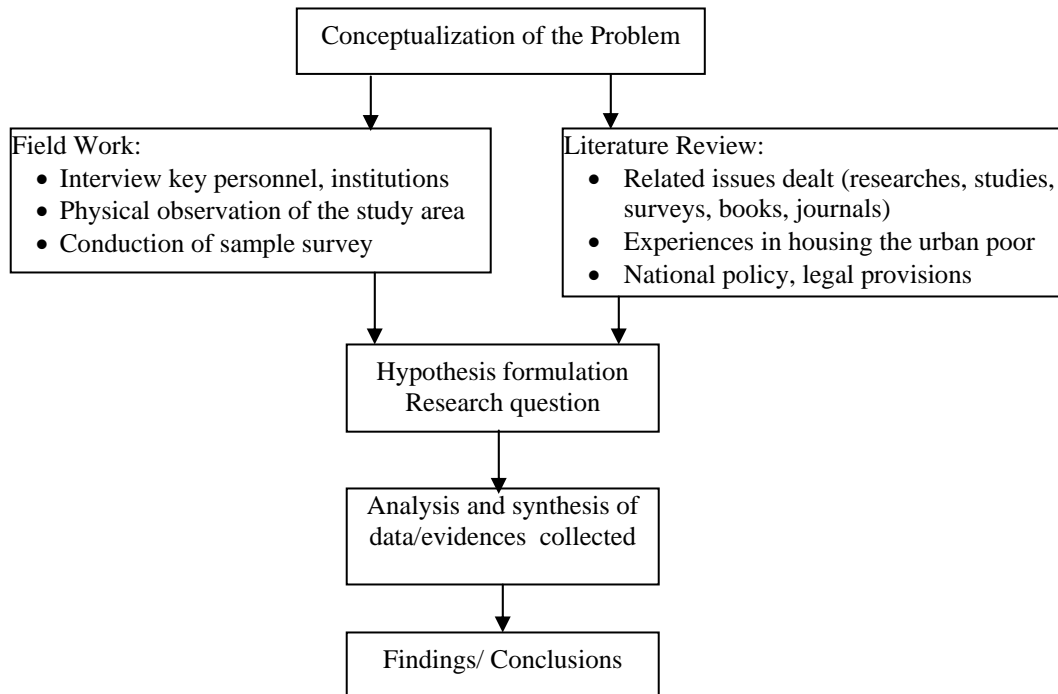 Conceptualization of the Problem
Field Work:
• Interview key personnel, institutions
• Physical observation of the study area
• Conduction of sample survey
Literature Review:
• Related issues dealt (researches, studies,
surveys, books, journals)
• Experiences in housing the urban poor
• National policy, legal provisions
Hypothesis formulation
Research question
Analysis and synthesis of
data/evidences collected
Findings/ Conclusions